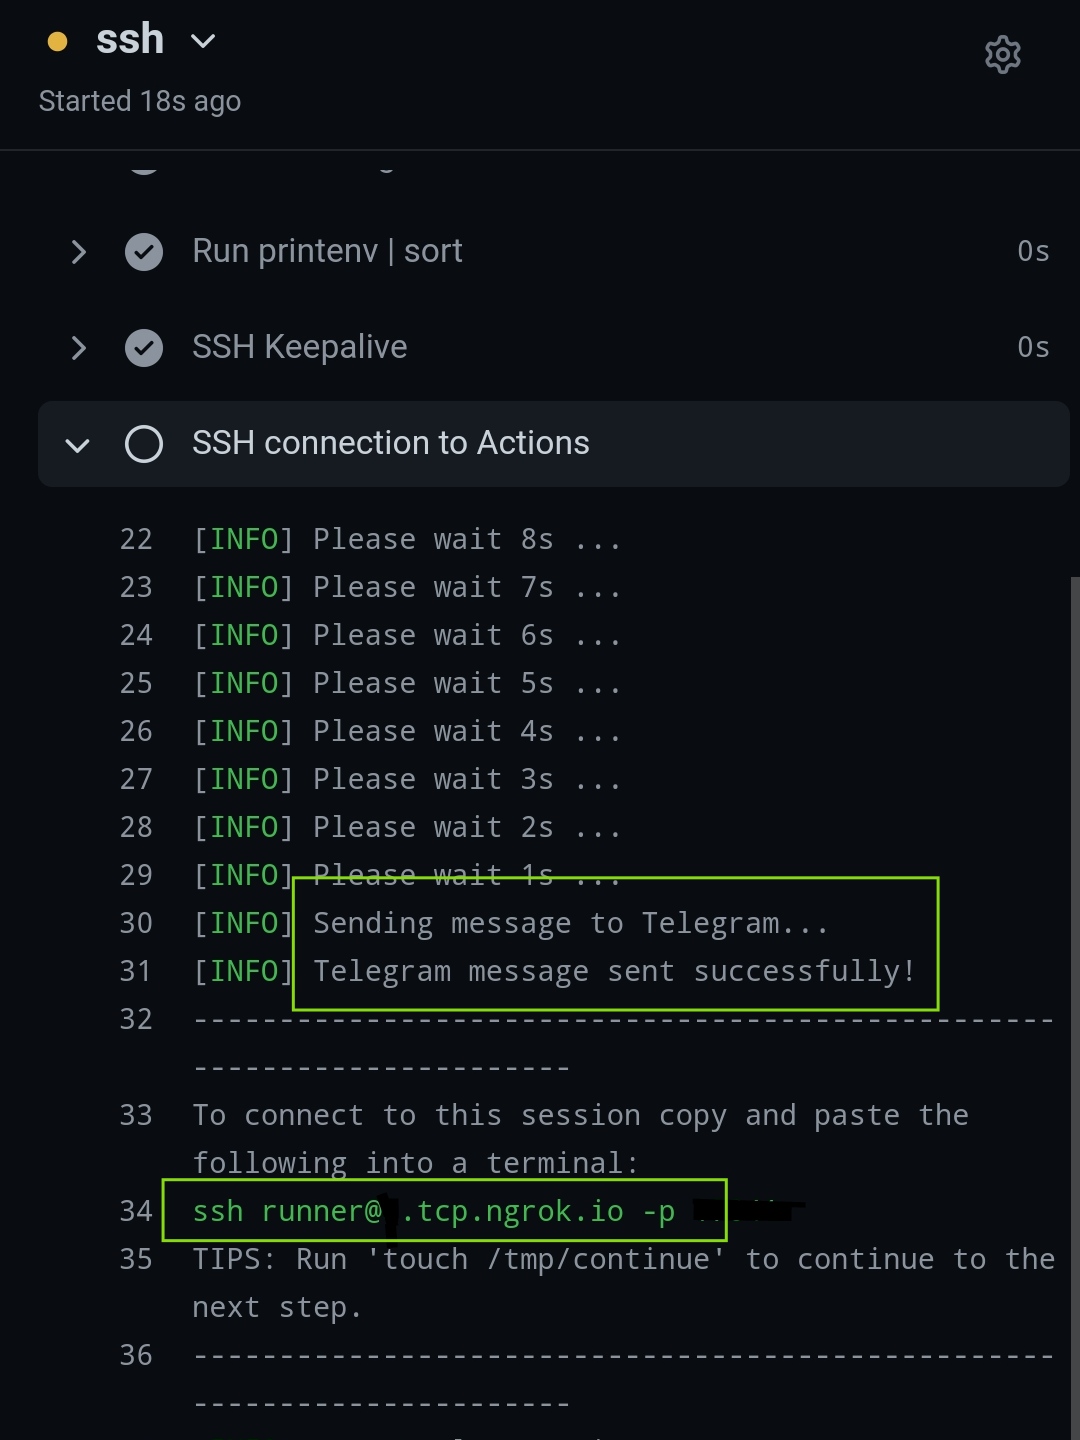 ssh
Started 18s ago
Run printenv | sort 0s
SSH Keepalive 0s
SSH connection to Actions
22 [INFO] Please wait 8s ...
23 [INFO] Please wait 7s ...
24 [INFO] Please wait 6s ...
25 [INFO] Please wait 5s ...
26 [INFO] Please wait 4s ...
27 [INFO] Please wait 3s ...
28 [INFO] Please wait 2s ...
29 [INFO] Please wait 1s ...
30 [INFO] Sending message to Telegram...
31 [INFO] Telegram message sent successfully!
32 --------------------------------------------------
----------------------
33 To connect to this session copy and paste the
following into a terminal:
34 ssh runner@ .tcp.ngrok.io -p
35 TIPS: Run 'touch /tmp/continue' to continue to the
next step.
36 --------------------------------------------------
----------------------